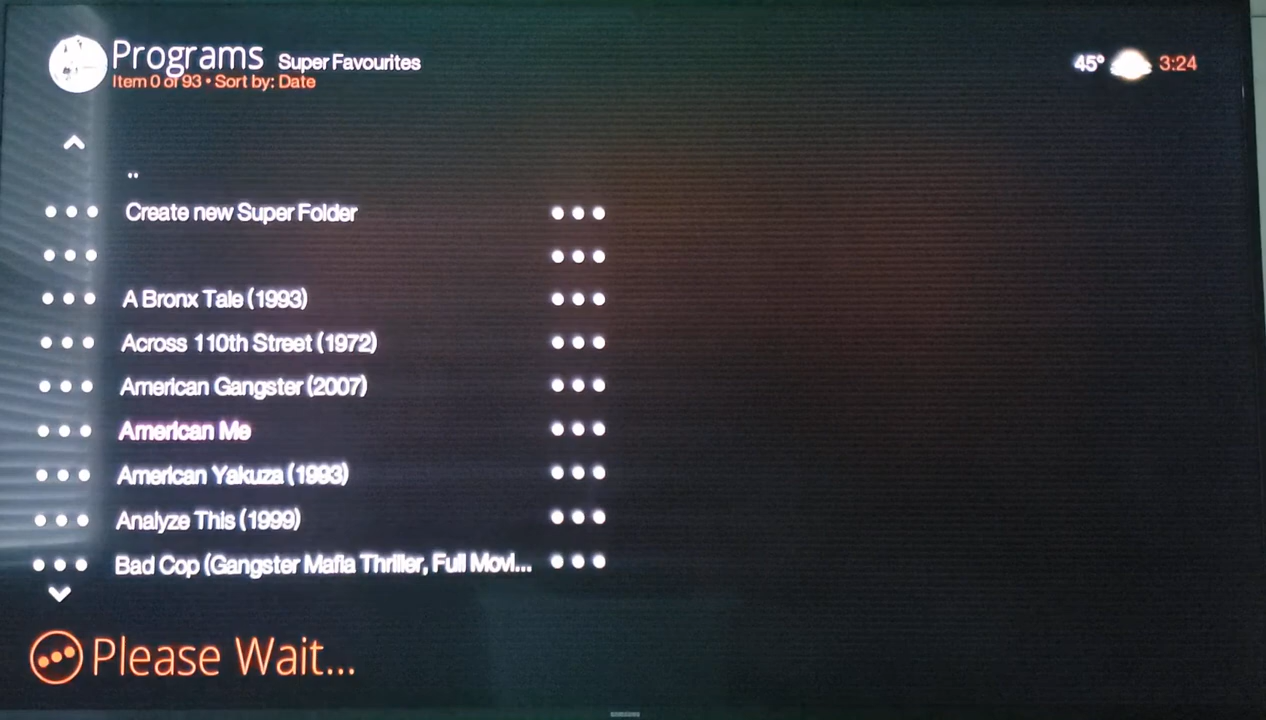 Programs Super Favourites
Item 0 of 93 • Sort by: Date
45° 3:24
..
Create new Super Folder
A Bronx Tale (1993)
Across 110th Street (1972)
American Gangster (2007)
American Me
American Yakuza (1993)
Analyze This (1999)
Bad Cop (Gangster Mafia Thriller, Full Movi...
Please Wait...